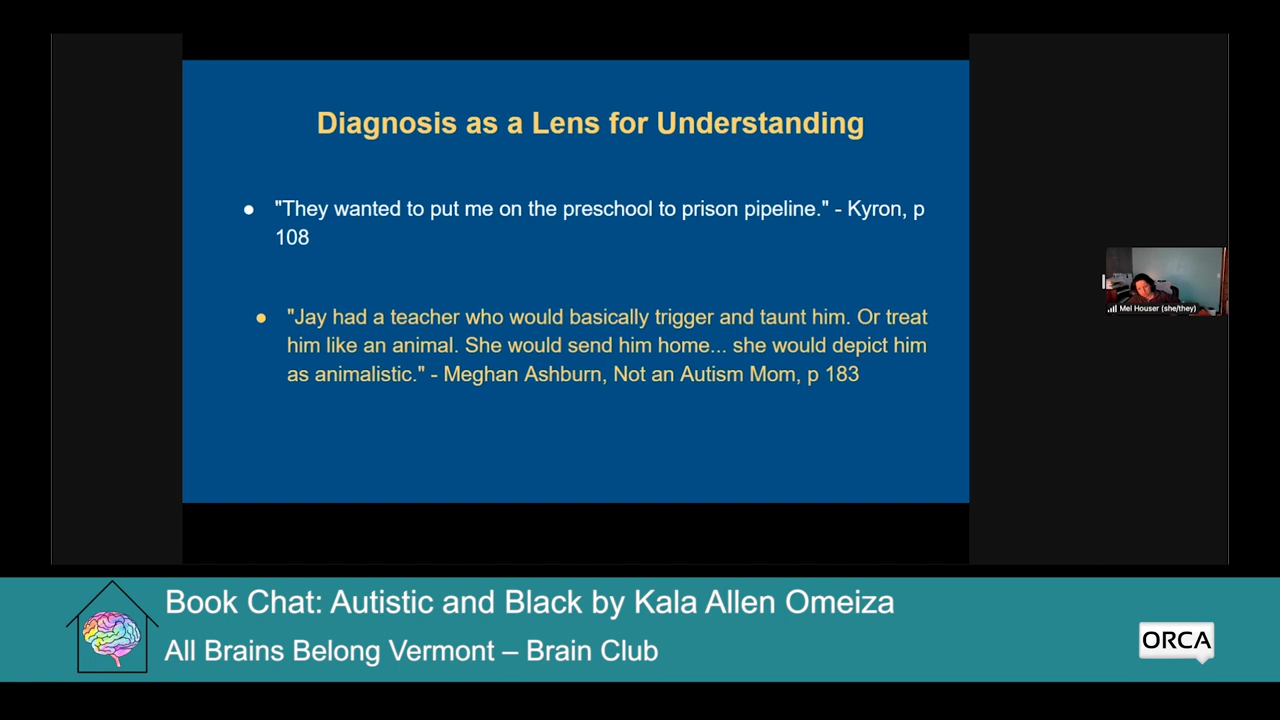 Diagnosis as a Lens for Understanding
● "They wanted to put me on the preschool to prison pipeline." - Kyron, p
108
● "Jay had a teacher who would basically trigger and taunt him. Or treat
him like an animal. She would send him home... she would depict him
as animalistic." - Meghan Ashburn, Not an Autism Mom, p 183
Mel Houser (she/they)
Book Chat: Autistic and Black by Kala Allen Omeiza
All Brains Belong Vermont – Brain Club
ORCA